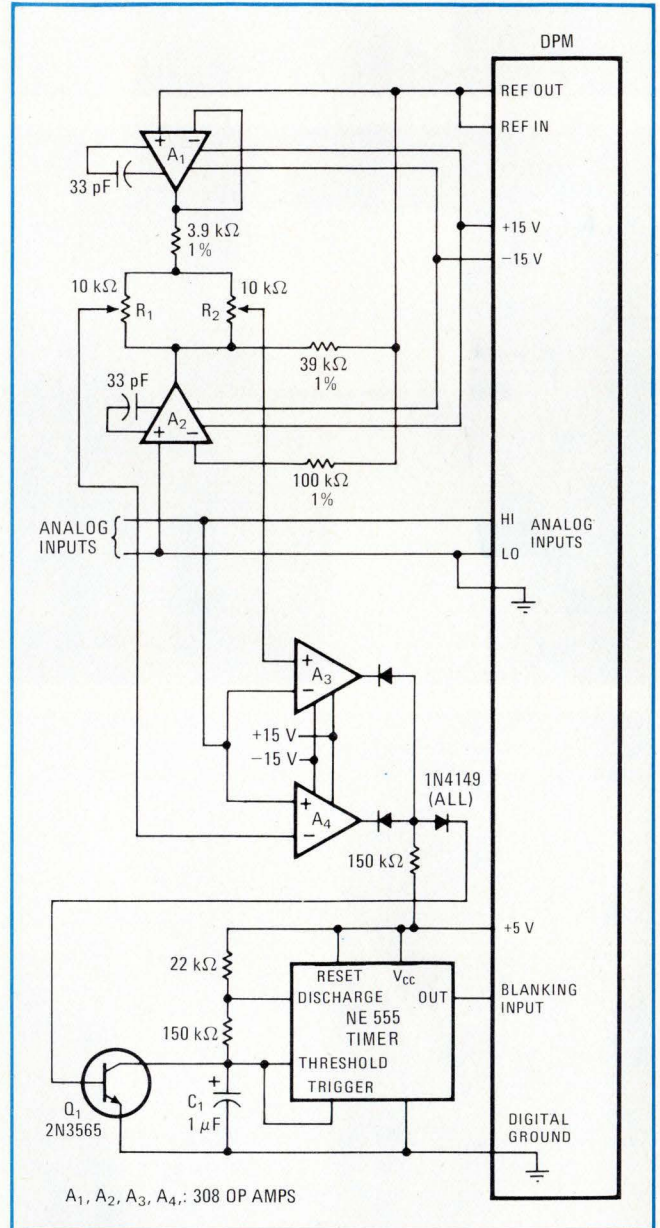 DPM
REF OUT
REF IN
A₁
33 pF
3.9 kΩ
1%
+15 V
−15 V
10 kΩ
R₁
R₂
10 kΩ
39 kΩ
1%
33 pF
A₂
100 kΩ
1%
ANALOG
INPUTS
HI
ANALOG
INPUTS
LO
A₃
+15 V
−15 V
1N4149
(ALL)
A₄
150 kΩ
+5 V
22 kΩ
RESET
V_CC
DISCHARGE
OUT
BLANKING
INPUT
NE 555
TIMER
150 kΩ
THRESHOLD
TRIGGER
C₁
1 μF
Q₁
2N3565
DIGITAL
GROUND
A₁, A₂, A₃, A₄,: 308 OP AMPS